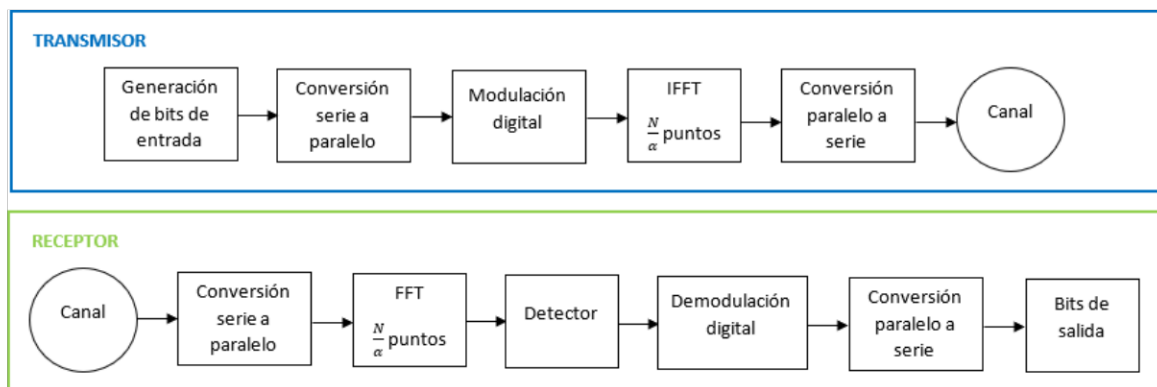 TRANSMISOR
Generación
de bits de
entrada
Conversión
serie a
paralelo
Modulación
digital
IFFT
N/α puntos
Conversión
paralelo a
serie
Canal
RECEPTOR
Canal
Conversión
serie a
paralelo
FFT
N/α puntos
Detector
Demodulación
digital
Conversión
paralelo a
serie
Bits de
salida